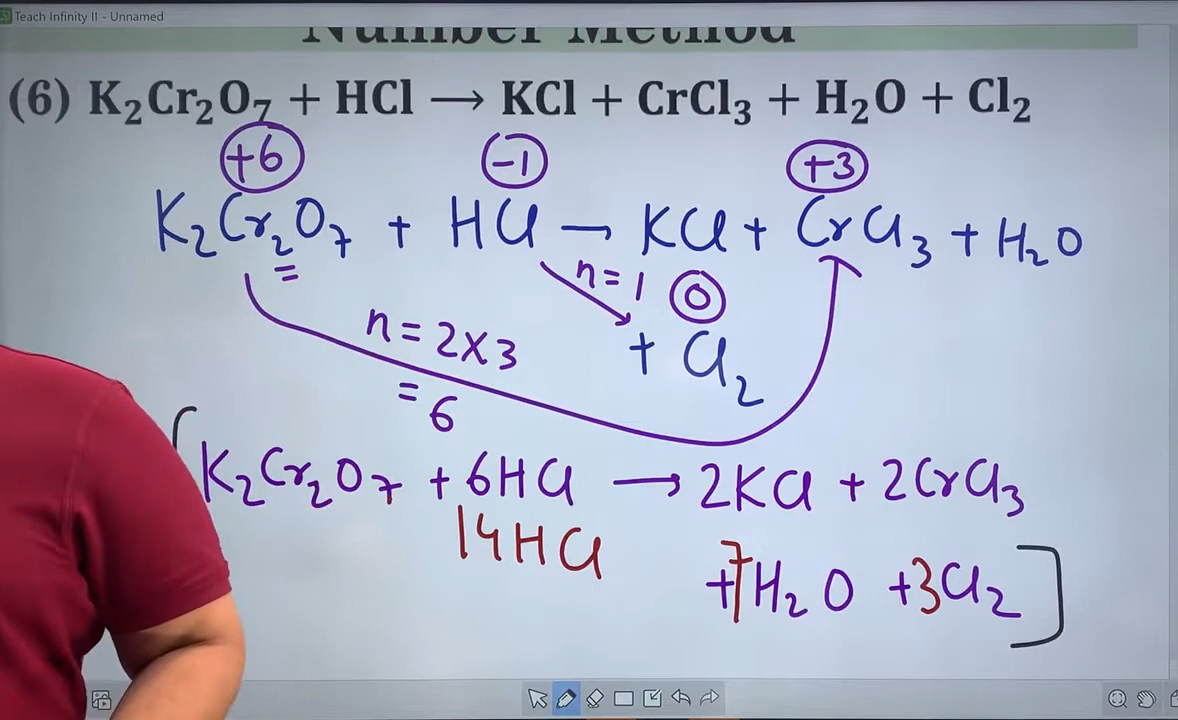 Teach Infinity II - Unnamed
Number Method
(6) K₂Cr₂O₇ + HCl ⟶ KCl + CrCl₃ + H₂O + Cl₂
+6 -1 +3
K₂Cr₂O₇ + HCl → KCl + CrCl₃ + H₂O
n=1 0
+ Cl₂
n=2×3
=6
K₂Cr₂O₇ + 6HCl → 2KCl + 2CrCl₃
14HCl
+7H₂O +3Cl₂